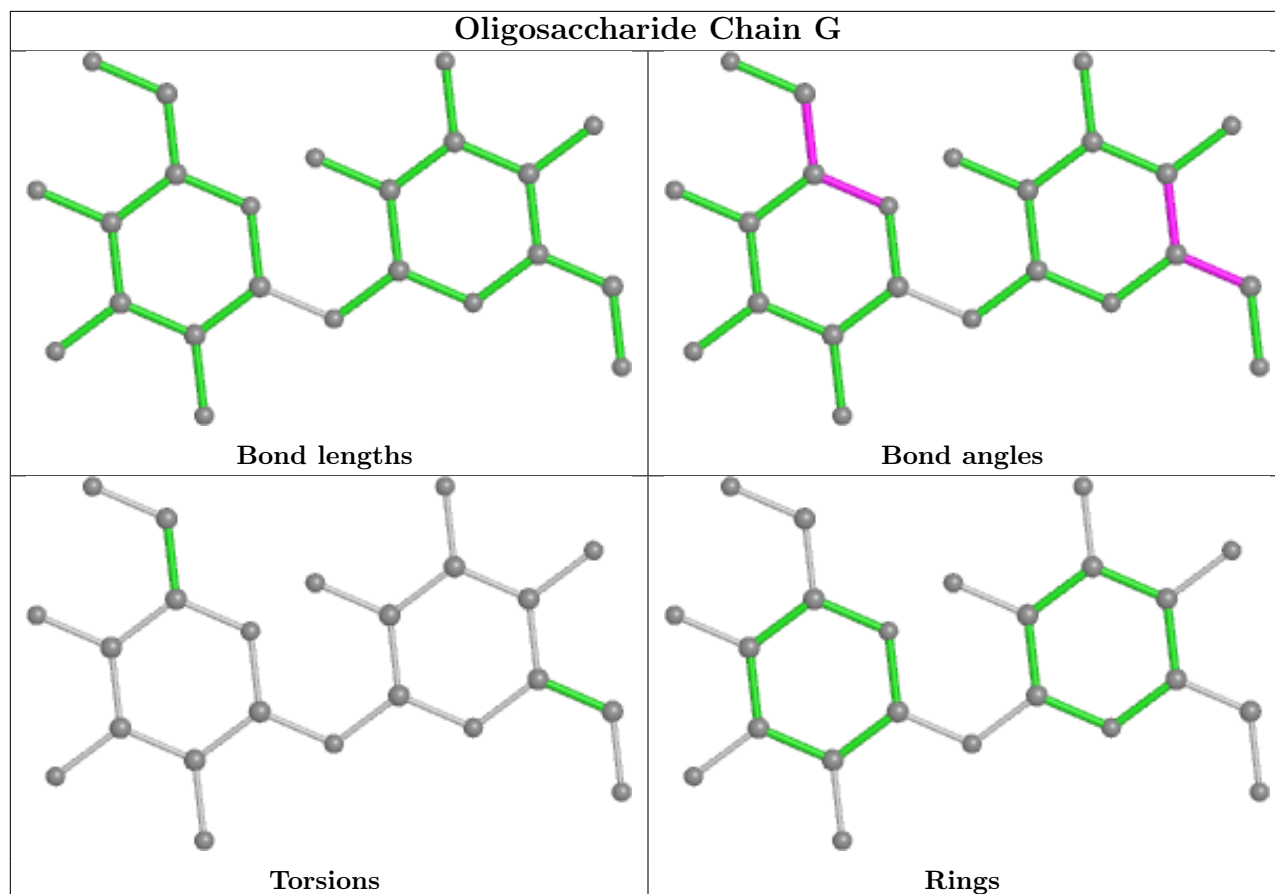 Oligosaccharide Chain G
Bond lengths
Bond angles
Torsions
Rings